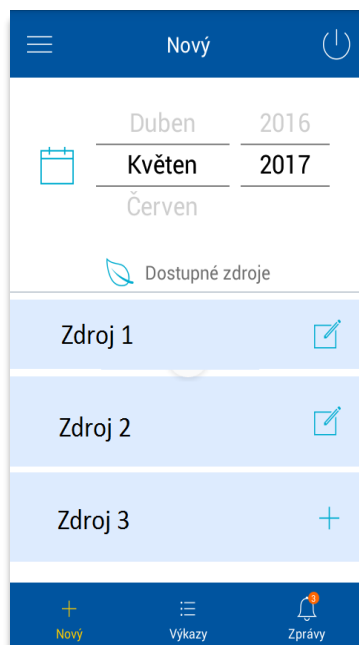 Nový
Duben 2016
Květen 2017
Červen
Dostupné zdroje
Zdroj 1
Zdroj 2
Zdroj 3
3
Nový Výkazy Zprávy